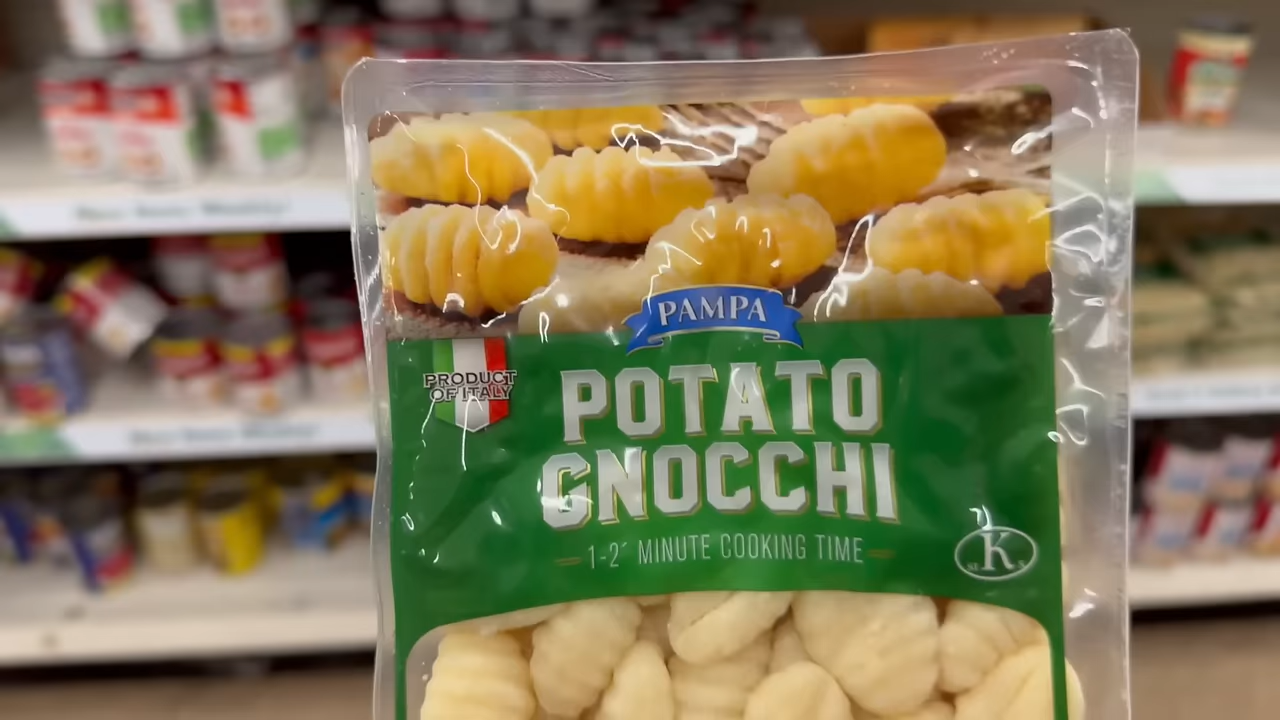 PAMPA
PRODUCT
OF ITALY
POTATO
GNOCCHI
1-2´ MINUTE COOKING TIME
K